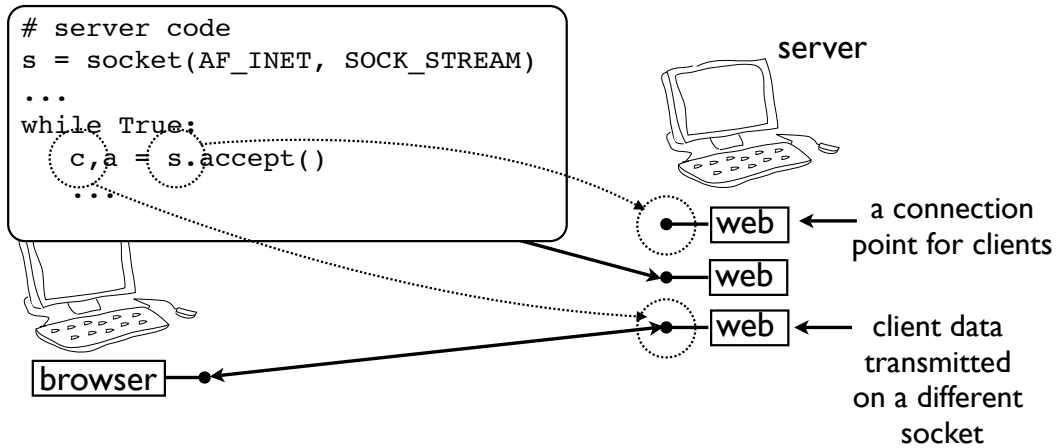 # server code
s = socket(AF_INET, SOCK_STREAM)
...
while True:
c,a = s.accept()
...
server
web
a connection
point for clients
web
web
client data
transmitted
on a different
socket
browser